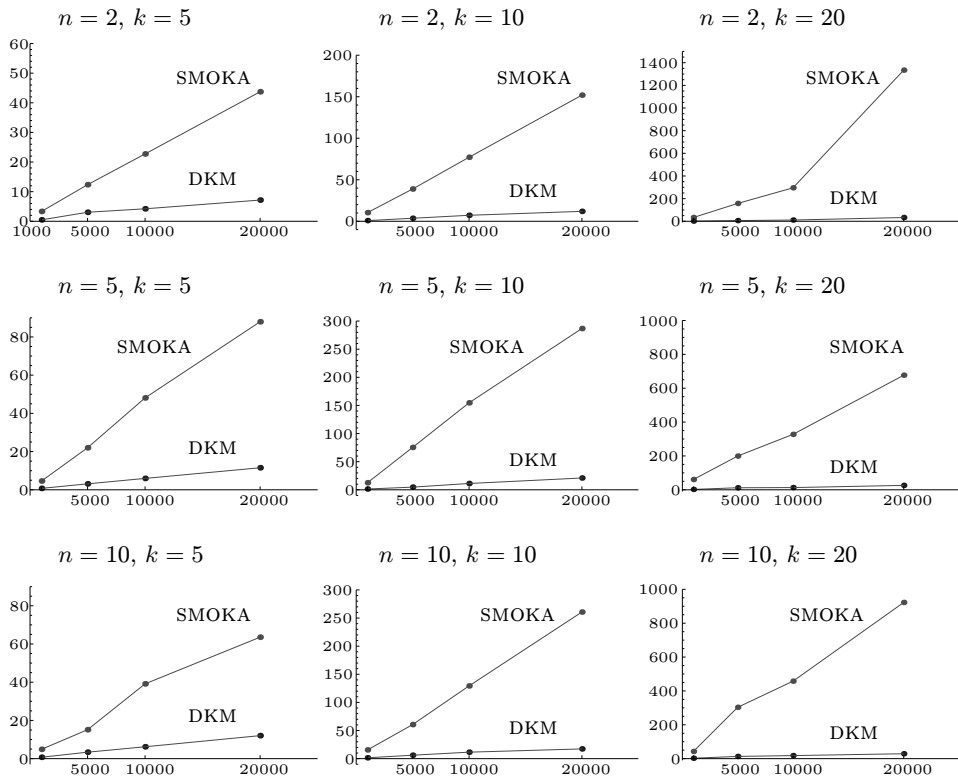 n = 2, k = 5
60
50
40
30
20
10
0
SMOKA
DKM
1000 5000 10000 20000
n = 2, k = 10
200
150
100
50
0
SMOKA
DKM
5000 10000 20000
n = 2, k = 20
1400
1200
1000
800
600
400
200
0
SMOKA
DKM
5000 10000 20000
n = 5, k = 5
80
60
40
20
0
SMOKA
DKM
5000 10000 20000
n = 5, k = 10
300
250
200
150
100
50
0
SMOKA
DKM
5000 10000 20000
n = 5, k = 20
1000
800
600
400
200
0
SMOKA
DKM
5000 10000 20000
n = 10, k = 5
80
60
40
20
0
SMOKA
DKM
5000 10000 20000
n = 10, k = 10
300
250
200
150
100
50
0
SMOKA
DKM
5000 10000 20000
n = 10, k = 20
1000
800
600
400
200
0
SMOKA
DKM
5000 10000 20000